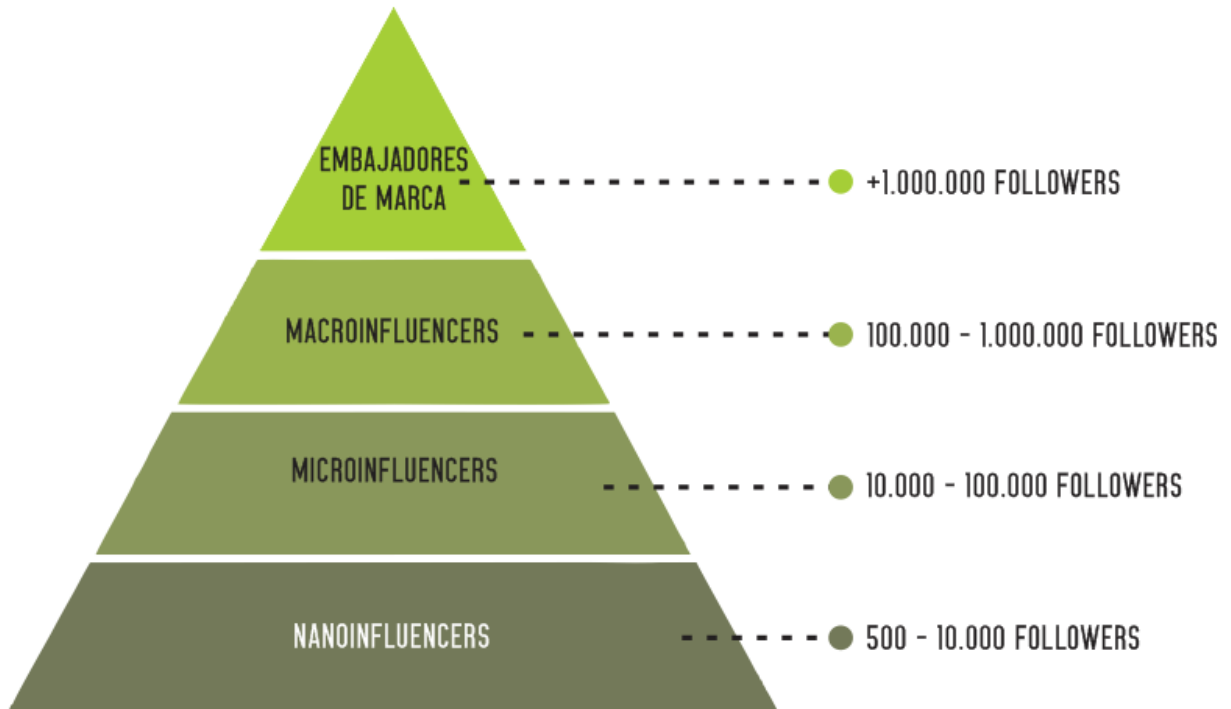 EMBAJADORES
DE MARCA
+1.000.000 FOLLOWERS
MACROINFLUENCERS
100.000 - 1.000.000 FOLLOWERS
MICROINFLUENCERS
10.000 - 100.000 FOLLOWERS
NANOINFLUENCERS
500 - 10.000 FOLLOWERS